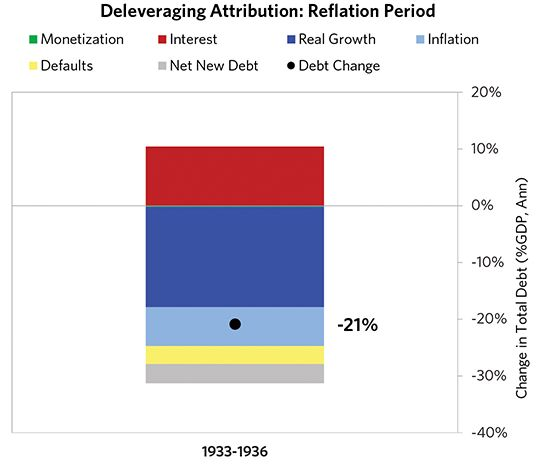 Deleveraging Attribution: Reflation Period
Monetization Interest Real Growth Inflation
Defaults Net New Debt Debt Change
20%
10%
0%
-10%
-20%
-30%
-40%
-21%
Change in Total Debt (%GDP, Ann)
1933-1936